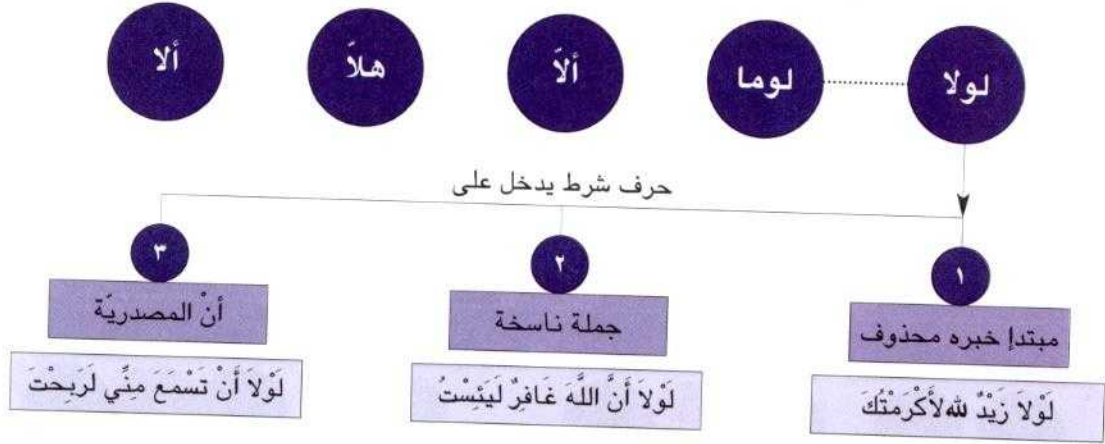 لولا
لوما
ألاَّ
هلاَّ
ألا
حرف شرط يدخل على
١
مبتدإ خبره محذوف
لَوْلاَ زَيْدٌ لله لأَكْرَمْتُكَ
٢
جملة ناسخة
لَوْلاَ أَنَّ اللَّهَ غَافِرٌ لَيَئِسْتُ
٣
أنْ المصدريّة
لَوْلاَ أَنْ تَسْمَعَ مِنِّي لَرَبِحْتَ